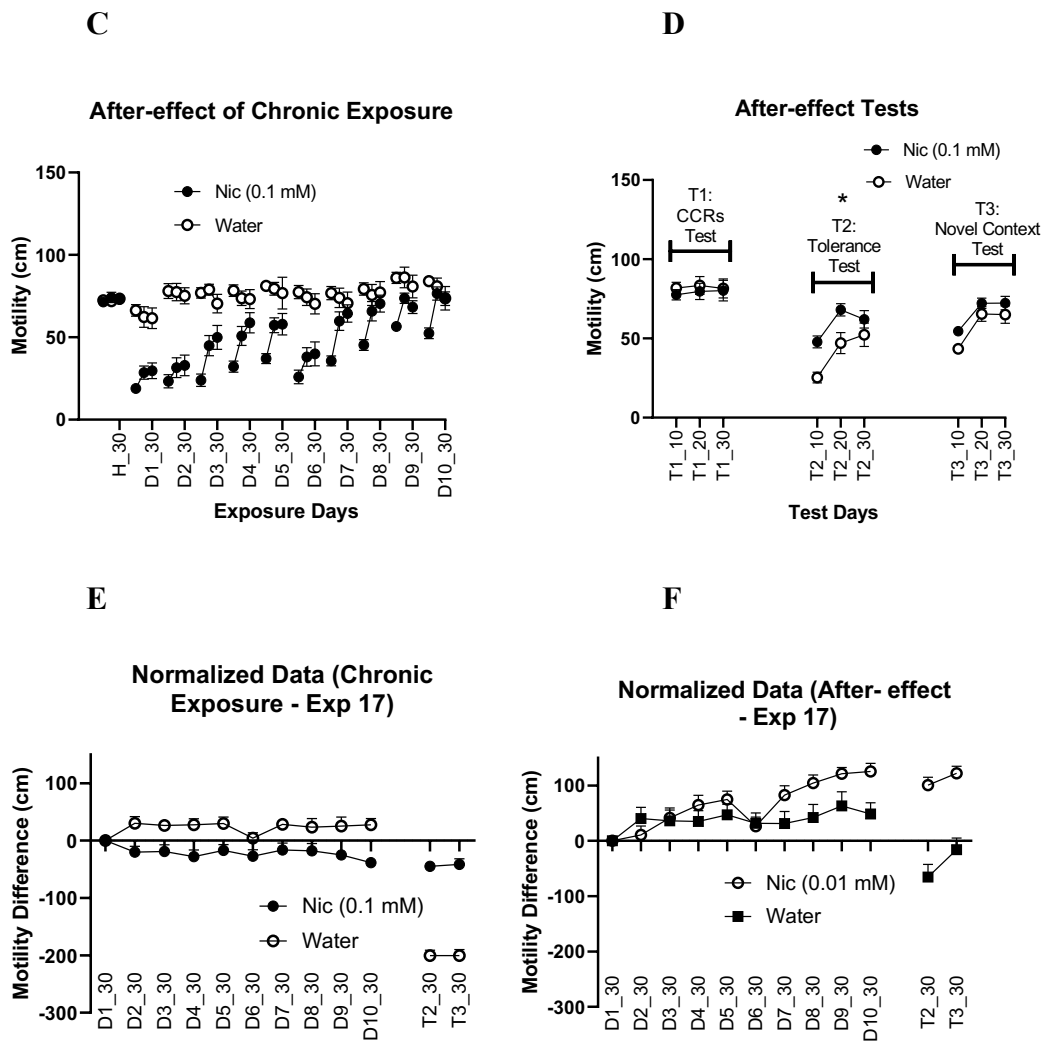 C
After-effect of Chronic Exposure
Nic (0.1 mM)
Water
Motility (cm)
150
100
50
0
H_30
D1_30
D2_30
D3_30
D4_30
D5_30
D6_30
D7_30
D8_30
D9_30
D10_30
Exposure Days
D
After-effect Tests
Nic (0.1 mM)
Water
Motility (cm)
150
100
50
0
T1:
CCRs
Test
*
T2:
Tolerance
Test
T3:
Novel Context
Test
T1_10
T1_20
T1_30
T2_10
T2_20
T2_30
T3_10
T3_20
T3_30
Test Days
E
Normalized Data (Chronic
Exposure - Exp 17)
Motility Difference (cm)
100
0
-100
-200
-300
Nic (0.1 mM)
Water
D1_30
D2_30
D3_30
D4_30
D5_30
D6_30
D7_30
D8_30
D9_30
D10_30
T2_30
T3_30
F
Normalized Data (After- effect
- Exp 17)
Motility Difference (cm)
100
0
-100
-200
-300
Nic (0.01 mM)
Water
D1_30
D2_30
D3_30
D4_30
D5_30
D6_30
D7_30
D8_30
D9_30
D10_30
T2_30
T3_30